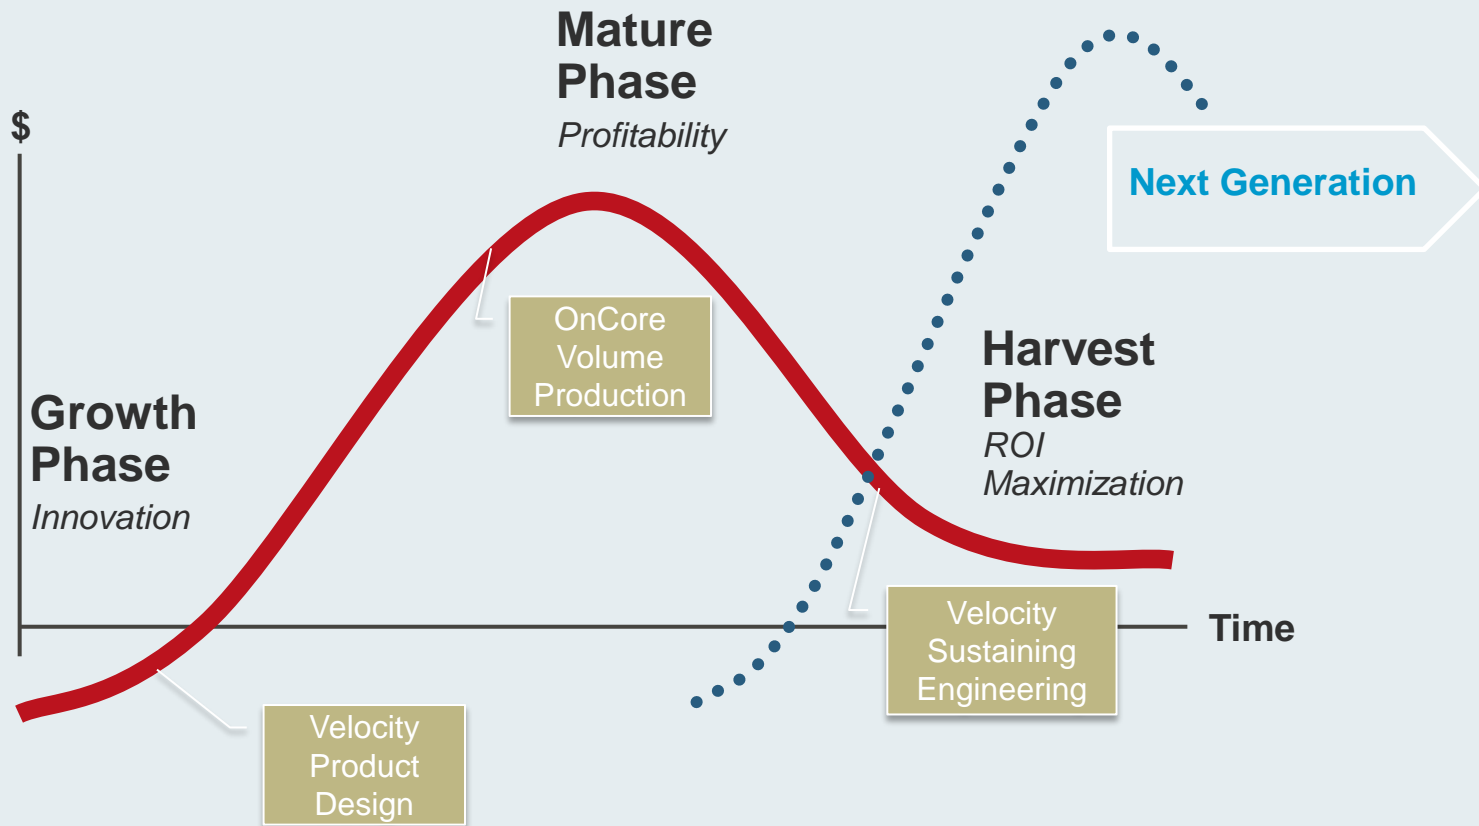 $
Growth
Phase
Innovation
Mature
Phase
Profitability
OnCore
Volume
Production
Next Generation
Harvest
Phase
ROI
Maximization
Time
Velocity
Product
Design
Velocity
Sustaining
Engineering